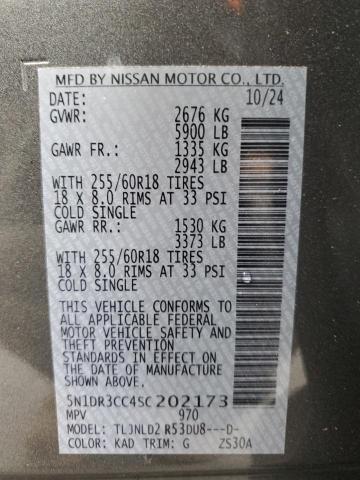 MFD BY NISSAN MOTOR CO., LTD.
DATE: 10/24
GVWR: 2676 KG
5900 LB
GAWR FR.: 1335 KG
2943 LB
WITH 255/60R18 TIRES
18 X 8.0 RIMS AT 33 PSI
COLD SINGLE
GAWR RR.: 1530 KG
3373 LB
WITH 255/60R18 TIRES
18 X 8.0 RIMS AT 33 PSI
COLD SINGLE
THIS VEHICLE CONFORMS TO
ALL APPLICABLE FEDERAL
MOTOR VEHICLE SAFETY AND
THEFT PREVENTION
STANDARDS IN EFFECT ON
THE DATE OF MANUFACTURE
SHOWN ABOVE.
5N1DR3CC4SC202173
MPV 970
MODEL: TLJNLD2 R53DU8---D-
COLOR: KAD TRIM: G ZS30A